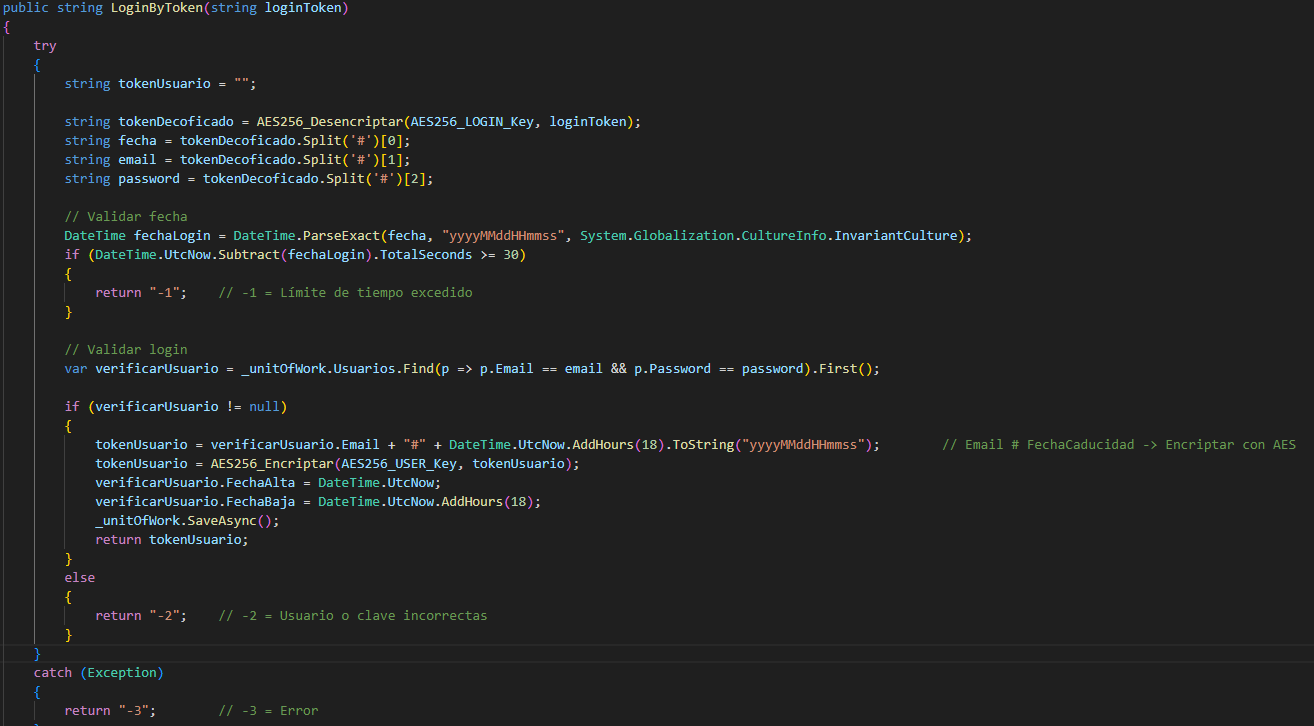 public string LoginByToken(string loginToken)
{
try
{
string tokenUsuario = "";
string tokenDecoficado = AES256_Desencriptar(AES256_LOGIN_Key, loginToken);
string fecha = tokenDecoficado.Split('#')[0];
string email = tokenDecoficado.Split('#')[1];
string password = tokenDecoficado.Split('#')[2];
// Validar fecha
DateTime fechaLogin = DateTime.ParseExact(fecha, "yyyyMMddHHmmss", System.Globalization.CultureInfo.InvariantCulture);
if (DateTime.UtcNow.Subtract(fechaLogin).TotalSeconds >= 30)
{
return "-1";    // -1 = Límite de tiempo excedido
}
// Validar login
var verificarUsuario = _unitOfWork.Usuarios.Find(p => p.Email == email && p.Password == password).First();
if (verificarUsuario != null)
{
tokenUsuario = verificarUsuario.Email + "#" + DateTime.UtcNow.AddHours(18).ToString("yyyyMMddHHmmss");        // Email # FechaCaducidad -> Encriptar con AES
tokenUsuario = AES256_Encriptar(AES256_USER_Key, tokenUsuario);
verificarUsuario.FechaAlta = DateTime.UtcNow;
verificarUsuario.FechaBaja = DateTime.UtcNow.AddHours(18);
_unitOfWork.SaveAsync();
return tokenUsuario;
}
else
{
return "-2";    // -2 = Usuario o clave incorrectas
}
}
catch (Exception)
{
return "-3";        // -3 = Error